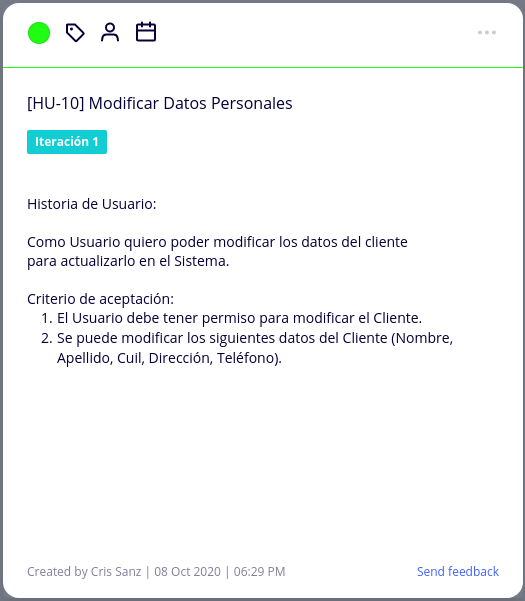 [HU-10] Modificar Datos Personales
Iteración 1
Historia de Usuario:
Como Usuario quiero poder modificar los datos del cliente
para actualizarlo en el Sistema.
Criterio de aceptación:
1. El Usuario debe tener permiso para modificar el Cliente.
2. Se puede modificar los siguientes datos del Cliente (Nombre,
Apellido, Cuil, Dirección, Teléfono).
Created by Cris Sanz | 08 Oct 2020 | 06:29 PM
Send feedback